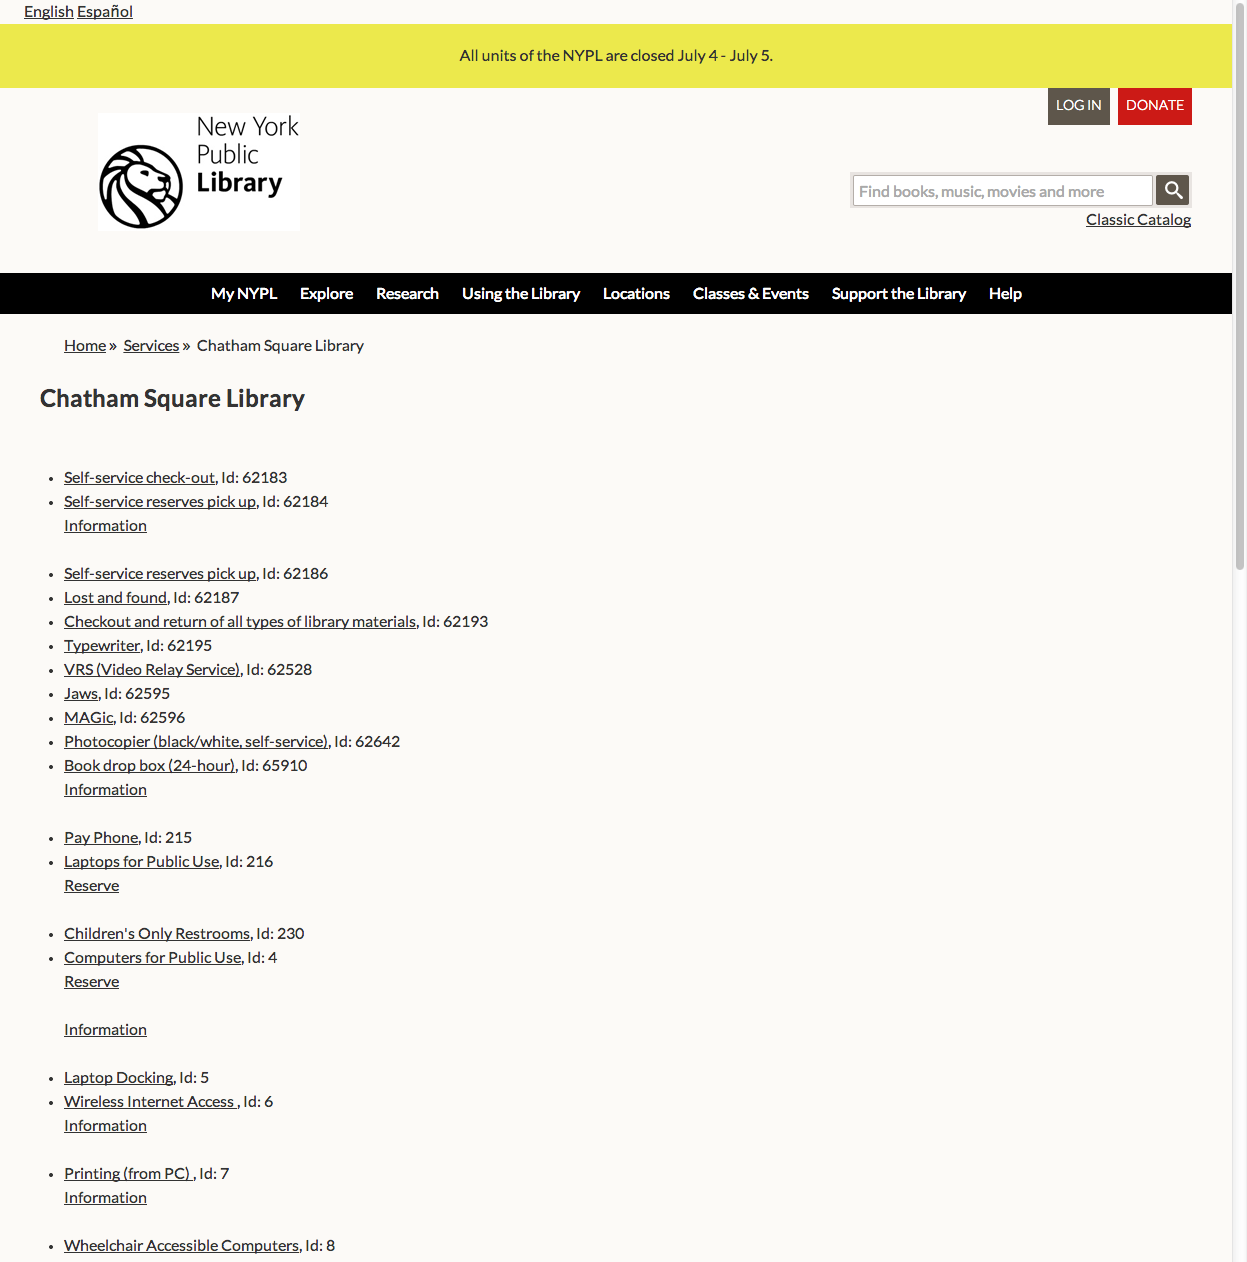 English Español
All units of the NYPL are closed July 4 - July 5.
LOG IN DONATE
New York
Public
Library
Find books, music, movies and more
Classic Catalog
My NYPL Explore Research Using the Library Locations Classes & Events Support the Library Help
Home » Services » Chatham Square Library
Chatham Square Library
Self-service check-out, Id: 62183
Self-service reserves pick up, Id: 62184
Information
Self-service reserves pick up, Id: 62186
Lost and found, Id: 62187
Checkout and return of all types of library materials, Id: 62193
Typewriter, Id: 62195
VRS (Video Relay Service), Id: 62528
Jaws, Id: 62595
MAGic, Id: 62596
Photocopier (black/white, self-service), Id: 62642
Book drop box (24-hour), Id: 65910
Information
Pay Phone, Id: 215
Laptops for Public Use, Id: 216
Reserve
Children's Only Restrooms, Id: 230
Computers for Public Use, Id: 4
Reserve
Information
Laptop Docking, Id: 5
Wireless Internet Access , Id: 6
Information
Printing (from PC) , Id: 7
Information
Wheelchair Accessible Computers, Id: 8